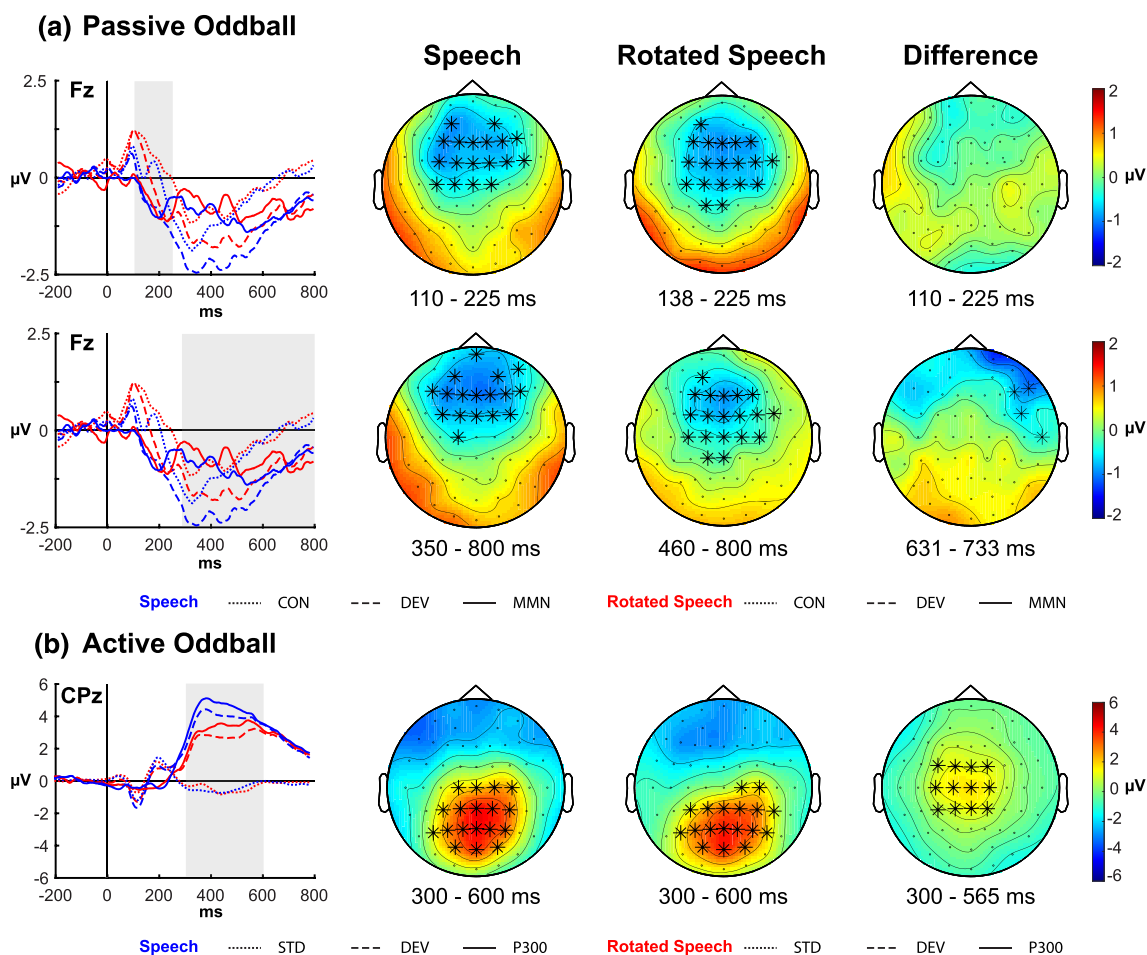 (a) Passive Oddball
Speech Rotated Speech Difference
2.5 Fz 2
1
µV 0 0 µV
-1
-2
-2.5
-200 0 200 400 600 800
ms
110 - 225 ms 138 - 225 ms 110 - 225 ms
2.5 Fz 2
1
µV 0 0 µV
-1
-2
-2.5
-200 0 200 400 600 800
ms
350 - 800 ms 460 - 800 ms 631 - 733 ms
Speech CON DEV MMN Rotated Speech CON DEV MMN
(b) Active Oddball
6 CPz 6
4 4
2 2
µV 0 0 µV
-2 -2
-4 -4
-6 -6
-200 0 200 400 600 800
ms
300 - 600 ms 300 - 600 ms 300 - 565 ms
Speech STD DEV P300 Rotated Speech STD DEV P300